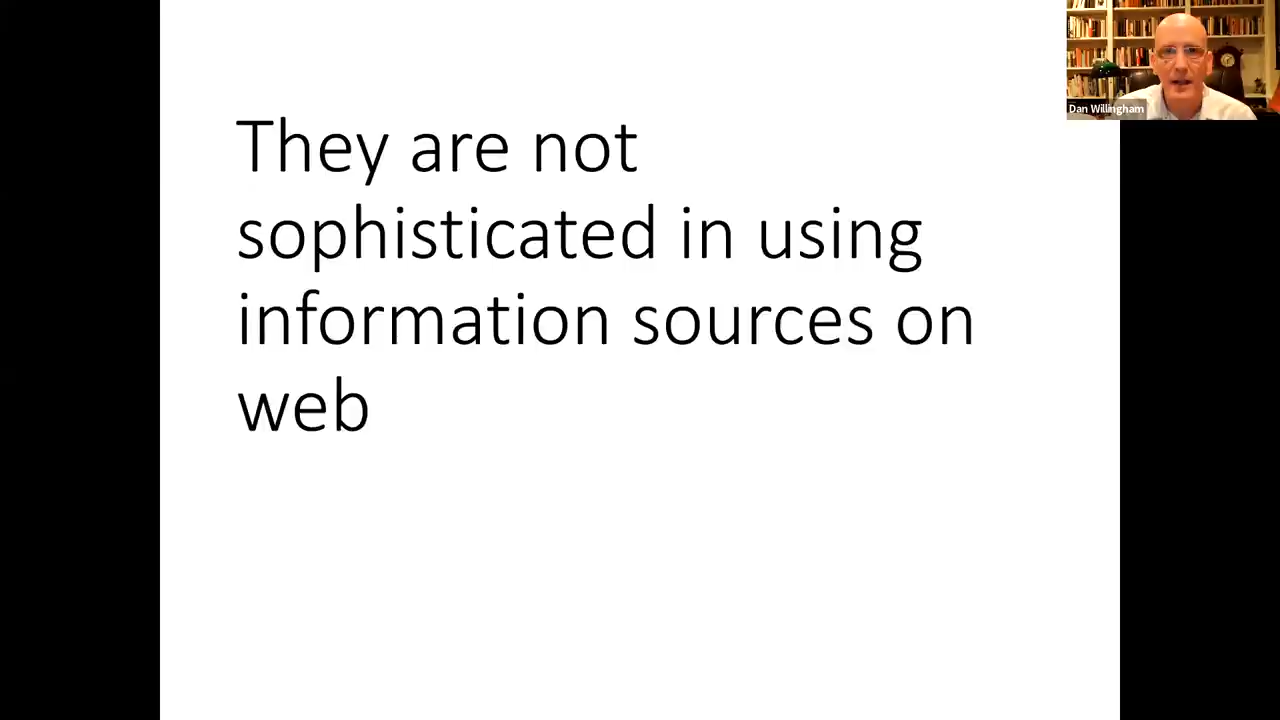 Dan Willingham
They are not
sophisticated in using
information sources on
web